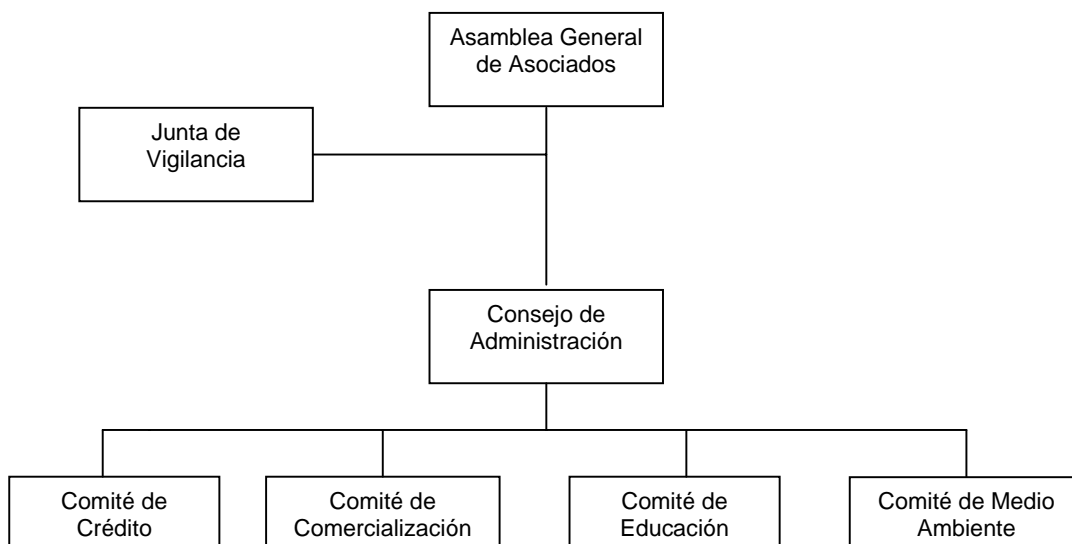 Asamblea General
de Asociados
Junta de
Vigilancia
Consejo de
Administración
Comité de
Crédito
Comité de
Comercialización
Comité de
Educación
Comité de Medio
Ambiente